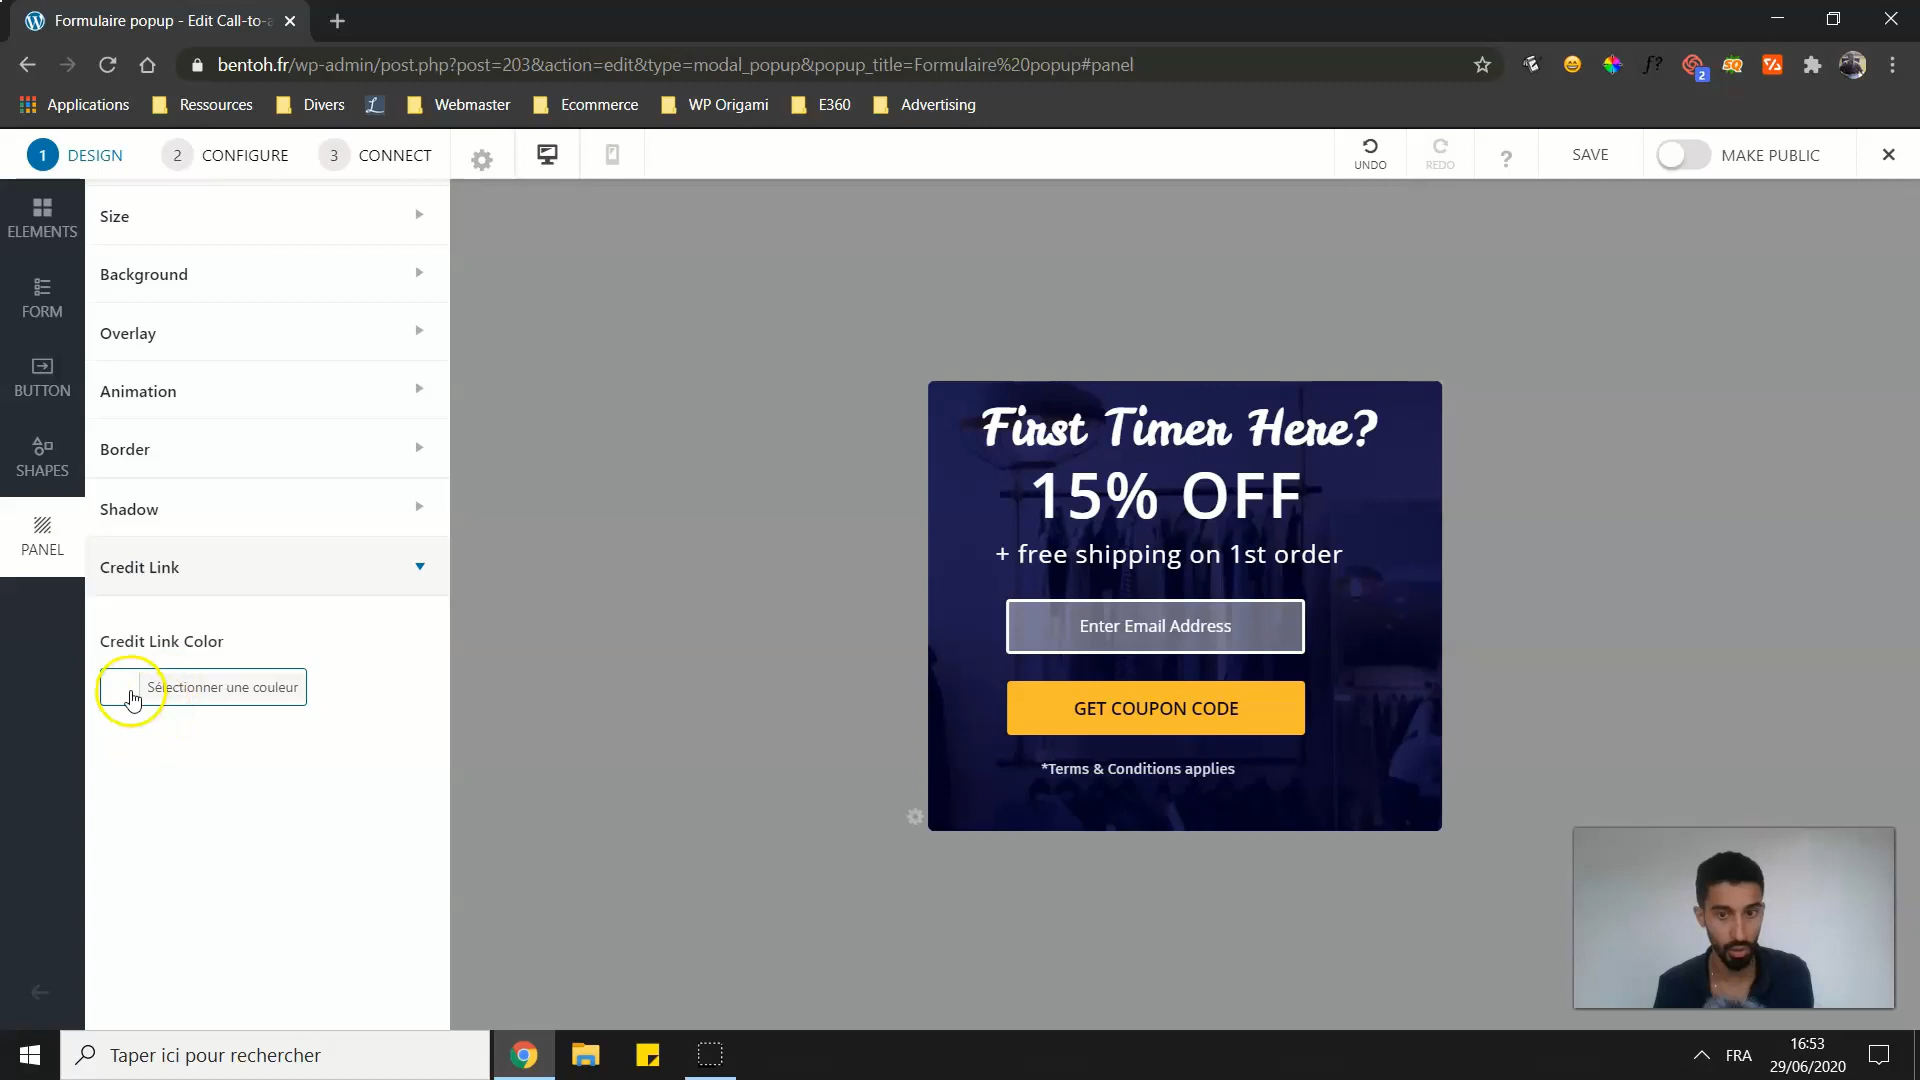 Formulaire popup - Edit Call-to-a
bentoh.fr/wp-admin/post.php?post=203&action=edit&type=modal_popup&popup_title=Formulaire%20popup#panel
2
Applications
Ressources
Divers
Webmaster
Ecommerce
WP Origami
E360
Advertising
1 DESIGN
2 CONFIGURE
3 CONNECT
UNDO
REDO
?
SAVE
MAKE PUBLIC
ELEMENTS
FORM
BUTTON
SHAPES
PANEL
Size
Background
Overlay
Animation
Border
Shadow
Credit Link
Credit Link Color
Sélectionner une couleur
First Timer Here?
15% OFF
+ free shipping on 1st order
Enter Email Address
GET COUPON CODE
*Terms & Conditions applies
Taper ici pour rechercher
FRA
16:53
29/06/2020